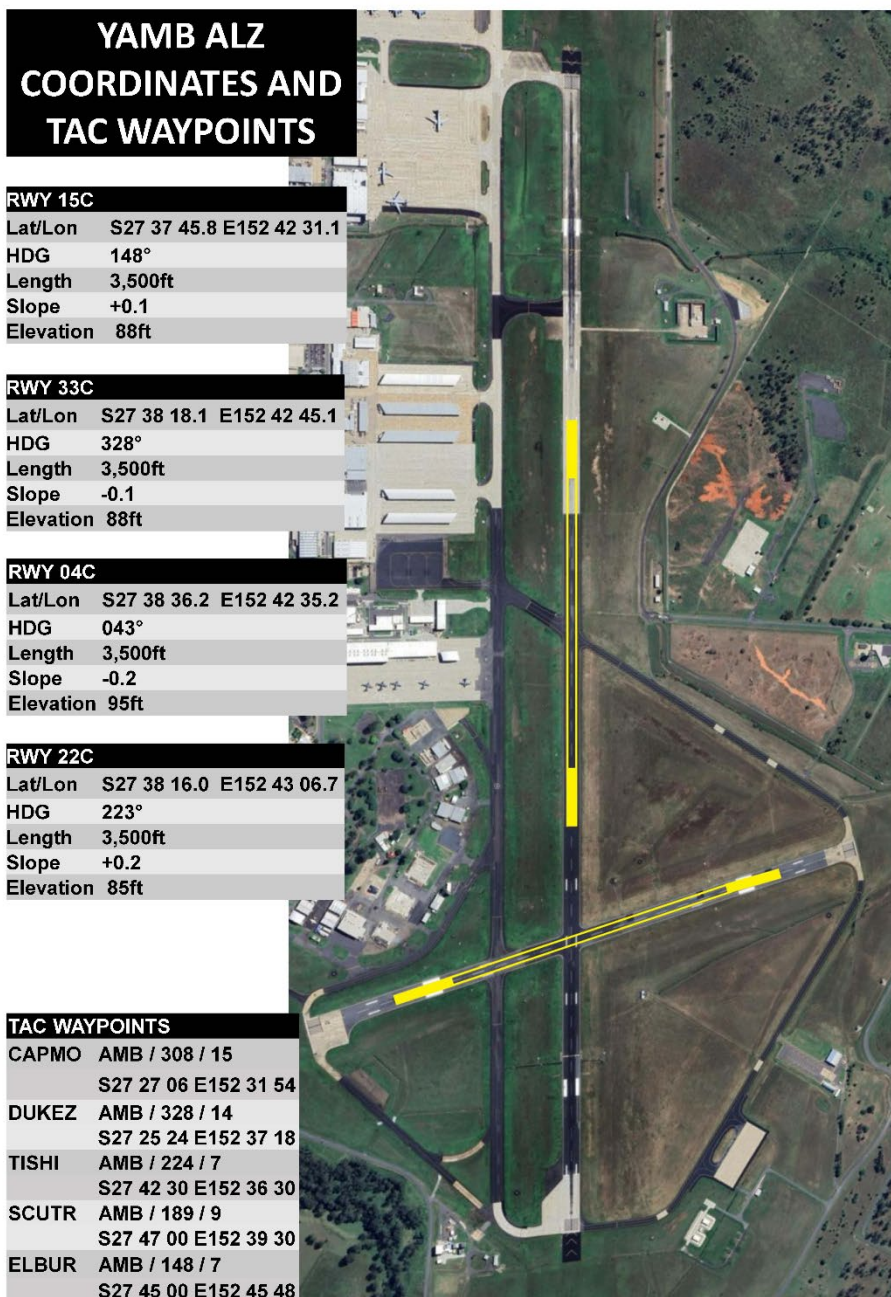 YAMB ALZ
COORDINATES AND
TAC WAYPOINTS
RWY 15C
Lat/Lon S27 37 45.8 E152 42 31.1
HDG 148°
Length 3,500ft
Slope +0.1
Elevation 88ft
RWY 33C
Lat/Lon S27 38 18.1 E152 42 45.1
HDG 328°
Length 3,500ft
Slope -0.1
Elevation 88ft
RWY 04C
Lat/Lon S27 38 36.2 E152 42 35.2
HDG 043°
Length 3,500ft
Slope -0.2
Elevation 95ft
RWY 22C
Lat/Lon S27 38 16.0 E152 43 06.7
HDG 223°
Length 3,500ft
Slope +0.2
Elevation 85ft
TAC WAYPOINTS
CAPMO AMB / 308 / 15
S27 27 06 E152 31 54
DUKEZ AMB / 328 / 14
S27 25 24 E152 37 18
TISHI AMB / 224 / 7
S27 42 30 E152 36 30
SCUTR AMB / 189 / 9
S27 47 00 E152 39 30
ELBUR AMB / 148 / 7
S27 45 00 E152 45 48